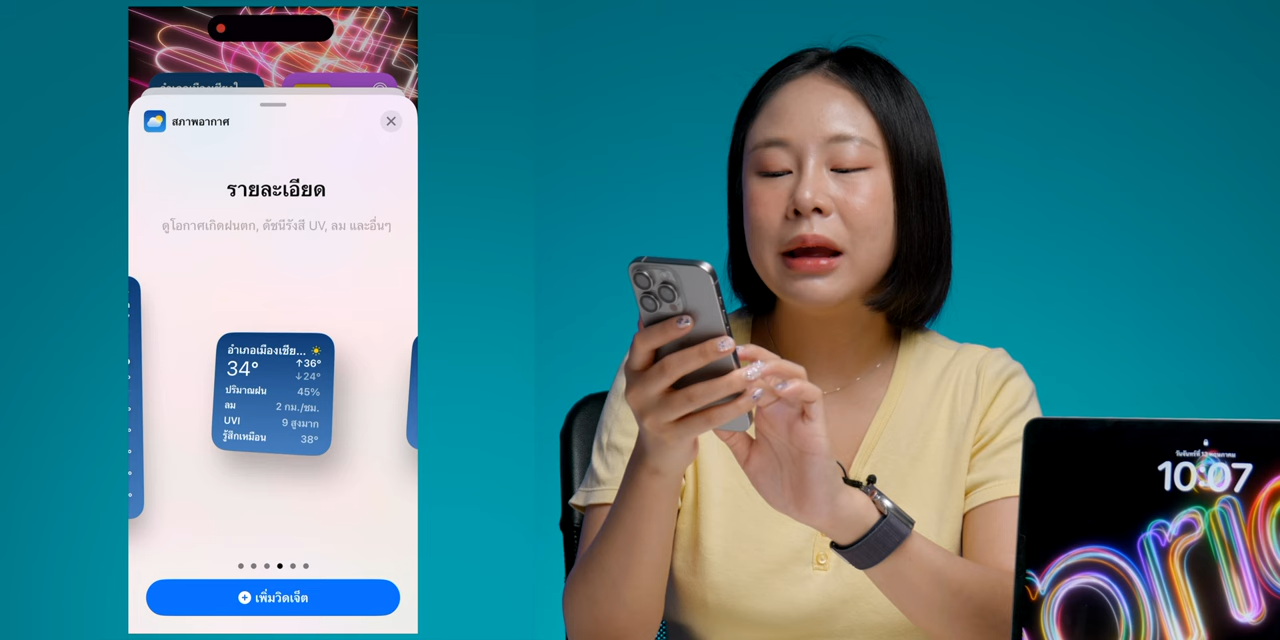 สภาพอากาศ
รายละเอียด
ดูโอกาสเกิดฝนตก, ดัชนีรังสี UV, ลม และอื่นๆ
อำเภอเมืองเชีย...
34° ↑36°
↓24°
ปริมาณฝน 45%
ลม 2 กม./ชม.
UVI 9 สูงมาก
รู้สึกเหมือน 38°
เพิ่มวิดเจ็ต
10:07